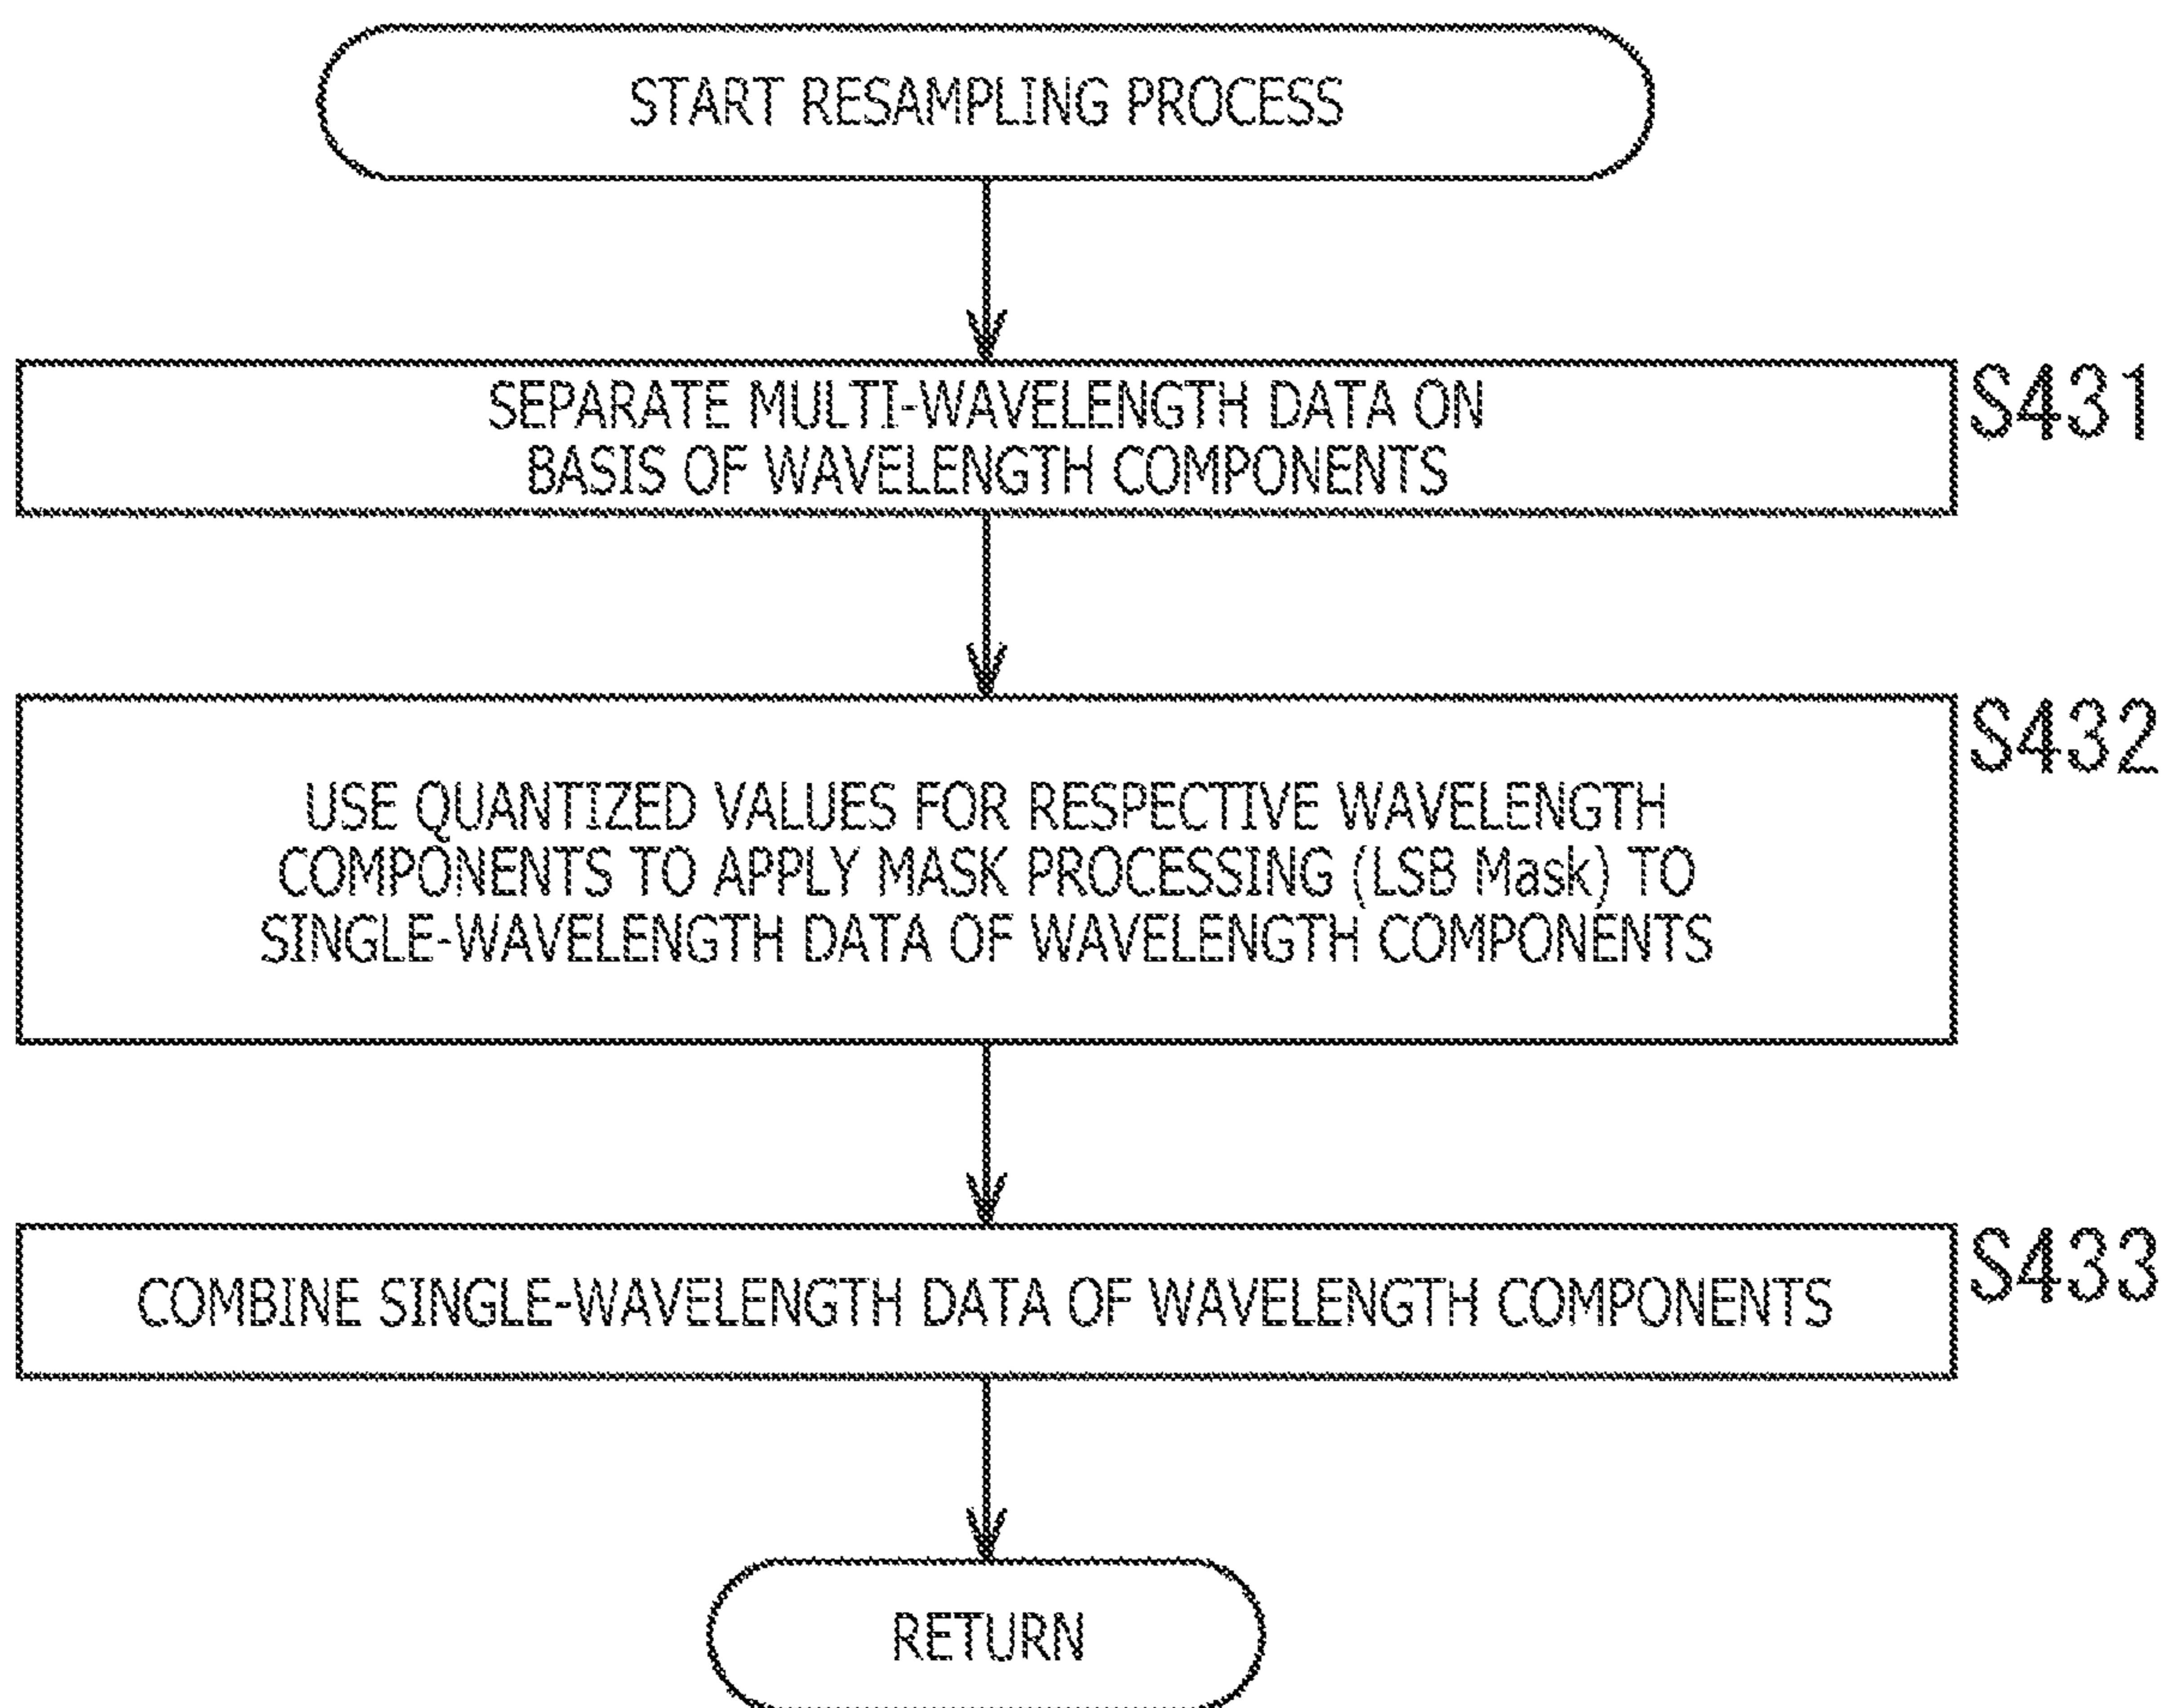 START RESAMPLING PROCESS
SEPARATE MULTI-WAVELENGTH DATA ON
BASIS OF WAVELENGTH COMPONENTS
S431
USE QUANTIZED VALUES FOR RESPECTIVE WAVELENGTH
COMPONENTS TO APPLY MASK PROCESSING (LSB Mask) TO
SINGLE-WAVELENGTH DATA OF WAVELENGTH COMPONENTS
S432
COMBINE SINGLE-WAVELENGTH DATA OF WAVELENGTH COMPONENTS
S433
RETURN